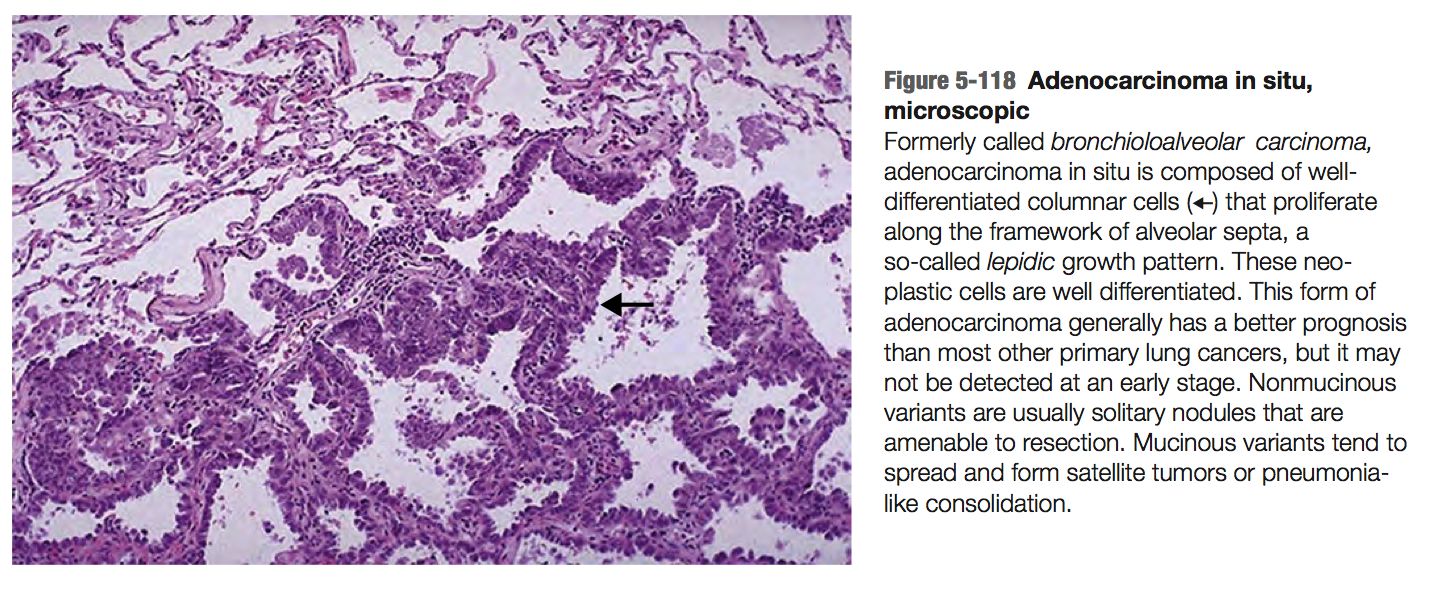 Figure 5-118 Adenocarcinoma in situ,
microscopic
Formerly called bronchioloalveolar carcinoma,
adenocarcinoma in situ is composed of well-
differentiated columnar cells (←) that proliferate
along the framework of alveolar septa, a
so-called lepidic growth pattern. These neo-
plastic cells are well differentiated. This form of
adenocarcinoma generally has a better prognosis
than most other primary lung cancers, but it may
not be detected at an early stage. Nonmucinous
variants are usually solitary nodules that are
amenable to resection. Mucinous variants tend to
spread and form satellite tumors or pneumonia-
like consolidation.